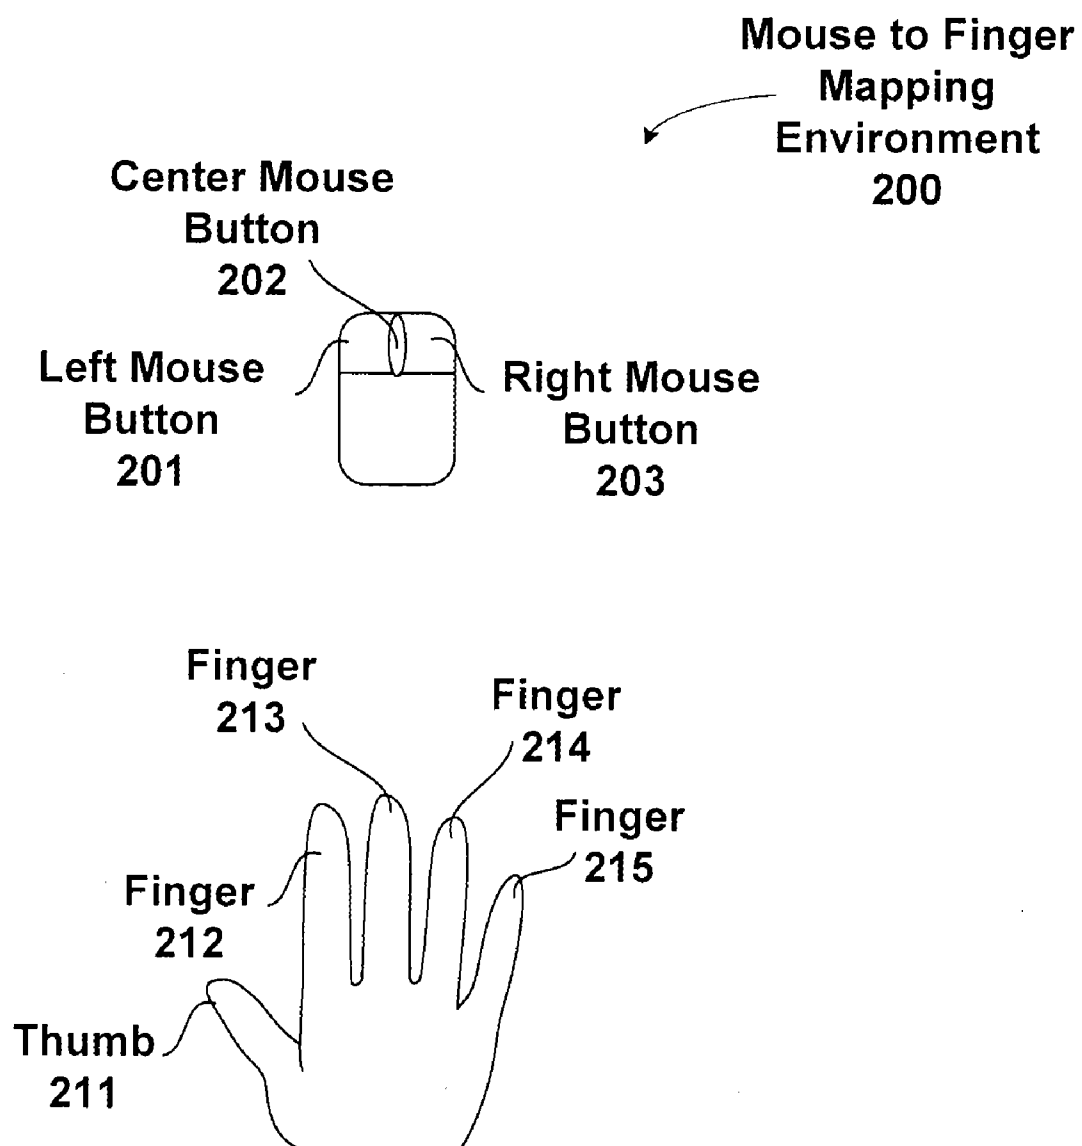 Mouse to Finger
Mapping
Environment
200
Center Mouse
Button
202
Left Mouse
Button
201
Right Mouse
Button
203
Finger
213
Finger
214
Finger
215
Finger
212
Thumb
211